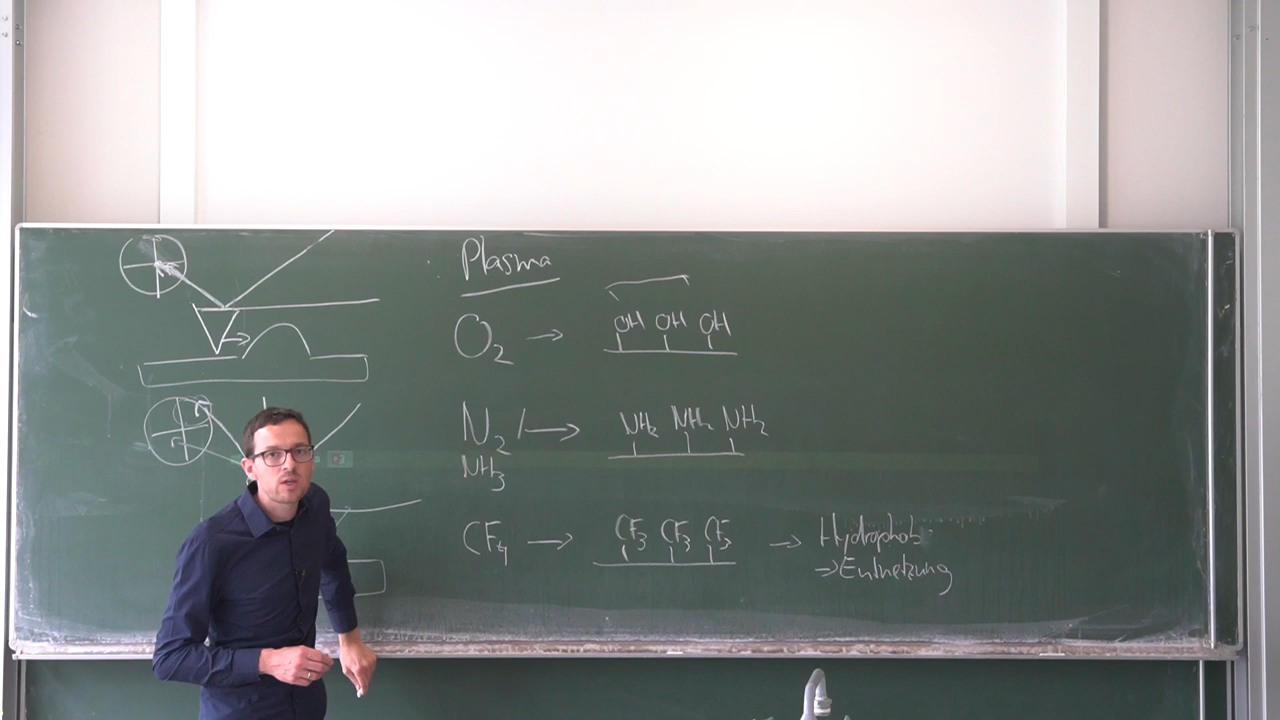 Plasma
O₂ → OH OH OH
N₂ / → NH₂ NH₂ NH₂
NH₃
CF₄ → CF₃ CF₃ CF₃ → Hydrophob
⇒ Entnetzung